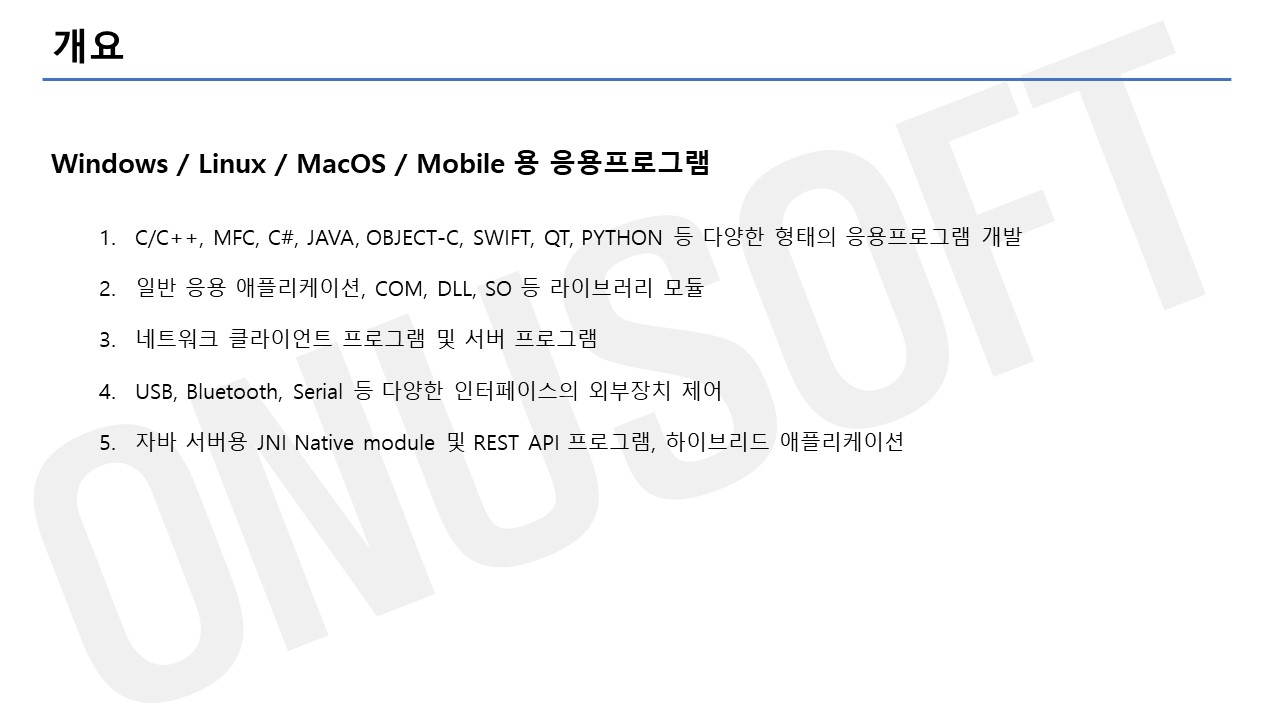 개요
Windows / Linux / MacOS / Mobile 용 응용프로그램
1. C/C++, MFC, C#, JAVA, OBJECT-C, SWIFT, QT, PYTHON 등 다양한 형태의 응용프로그램 개발
2. 일반 응용 애플리케이션, COM, DLL, SO 등 라이브러리 모듈
3. 네트워크 클라이언트 프로그램 및 서버 프로그램
4. USB, Bluetooth, Serial 등 다양한 인터페이스의 외부장치 제어
5. 자바 서버용 JNI Native module 및 REST API 프로그램, 하이브리드 애플리케이션
ONUSOFT